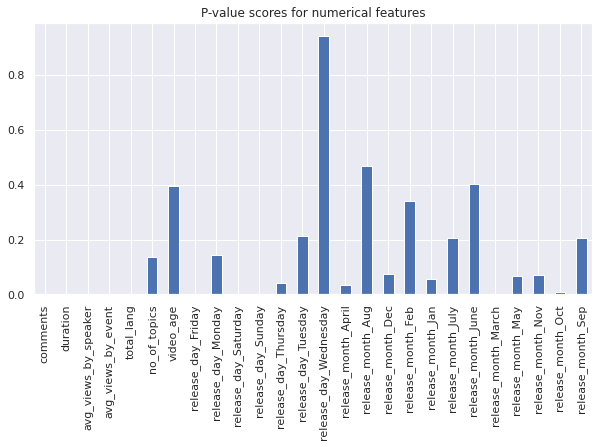 P-value scores for numerical features
0.8
0.6
0.4
0.2
0.0
comments
duration
avg_views_by_speaker
avg_views_by_event
total_lang
no_of_topics
video_age
release_day_Friday
release_day_Monday
release_day_Saturday
release_day_Sunday
release_day_Thursday
release_day_Tuesday
release_day_Wednesday
release_month_April
release_month_Aug
release_month_Dec
release_month_Feb
release_month_Jan
release_month_July
release_month_June
release_month_March
release_month_May
release_month_Nov
release_month_Oct
release_month_Sep